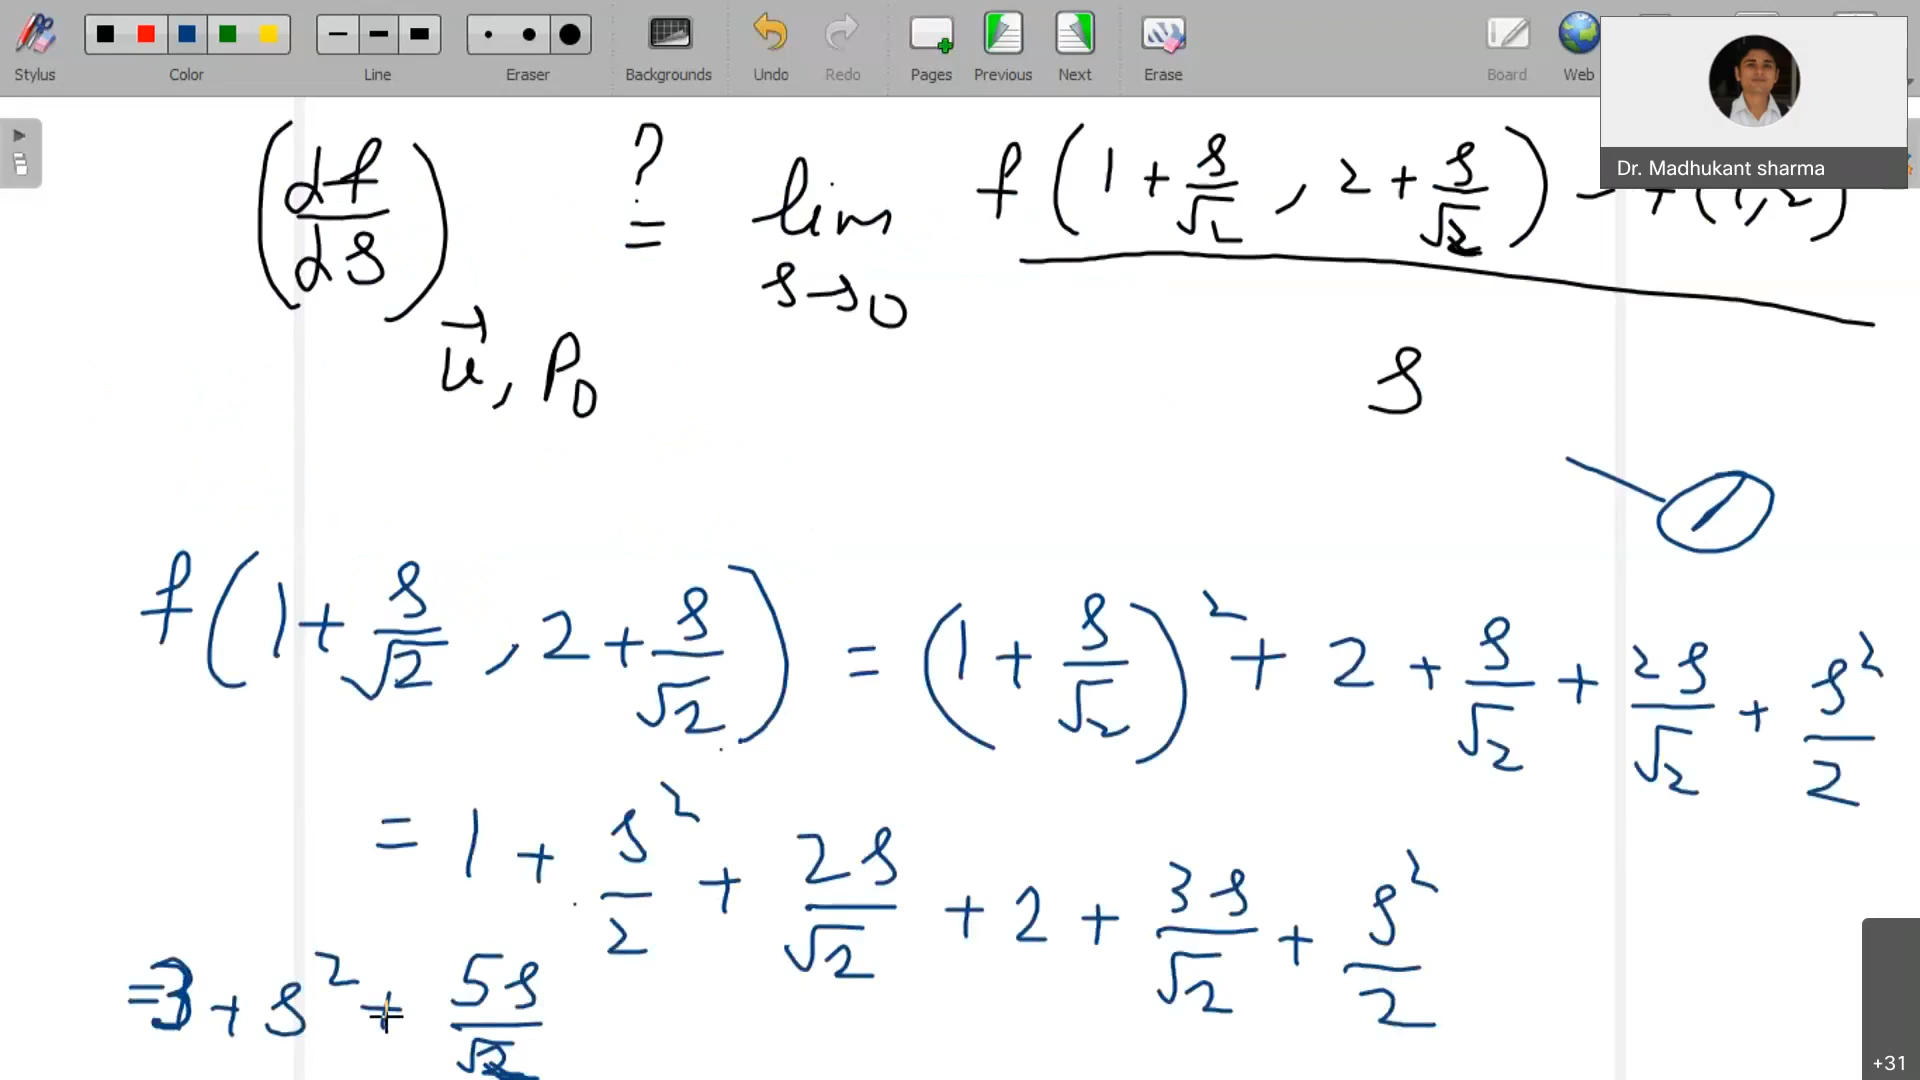 Stylus Color Line Eraser Backgrounds Undo Redo Pages Previous Next Erase Board Web
Dr. Madhukant sharma
(df/ds) u⃗, P0 ?= lim s→0 f(1 + s/√2, 2 + s/√2) − f(1, 2) / s
f(1 + s/√2, 2 + s/√2) = (1 + s/√2)² + 2 + s/√2 + 2s/√2 + s²/2
= 1 + s²/2 + 2s/√2 + 2 + 3s/√2 + s²/2
= 3 + s² + 5s/√2
+31